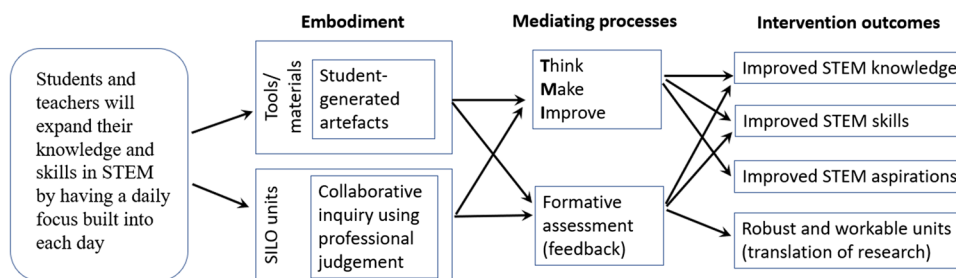 Embodiment
Mediating processes
Intervention outcomes
Students and
teachers will
expand their
knowledge and
skills in STEM
by having a daily
focus built into
each day
Tools/
materials
Student-
generated
artefacts
SILO units
Collaborative
inquiry using
professional
judgement
Think
Make
Improve
Formative
assessment
(feedback)
Improved STEM knowledge
Improved STEM skills
Improved STEM aspirations
Robust and workable units
(translation of research)